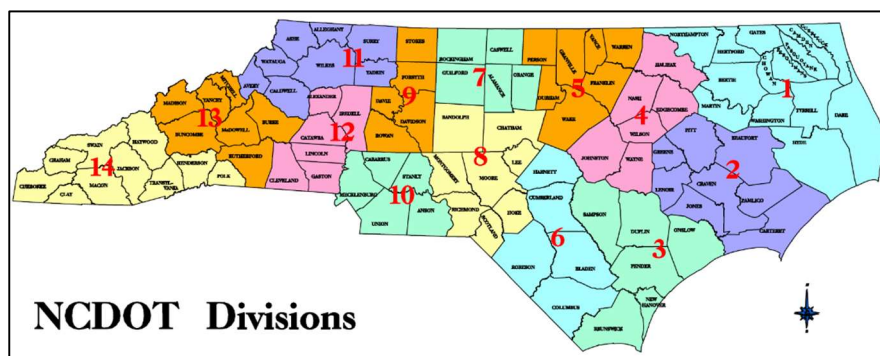 ALLEGHANY
ASHE
SURRY
STOKES
ROCKINGHAM
CASWELL
PERSON
GRANVILLE
VANCE
WARREN
NORTHAMPTON
GATES
HERTFORD
HALIFAX
WATAUGA
WILKES
YADKIN
FORSYTH
GUILFORD
ALAMANCE
ORANGE
DURHAM
FRANKLIN
BERTIE
CHOWAN
11
7
9
5
1
MITCHELL
AVERY
CALDWELL
ALEXANDER
IREDELL
DAVIE
DAVIDSON
NASH
EDGECOMBE
MARTIN
WASHINGTON
TYRRELL
DARE
MADISON
YANCEY
13
BURKE
McDOWELL
BUNCOMBE
CATAWBA
12
ROWAN
RANDOLPH
CHATHAM
WAKE
4
WILSON
PITT
BEAUFORT
HYDE
SWAIN
HAYWOOD
GRAHAM
14
JACKSON
HENDERSON
RUTHERFORD
POLK
LINCOLN
CLEVELAND
GASTON
CABARRUS
STANLY
MONTGOMERY
8
MOORE
LEE
HARNETT
JOHNSTON
WAYNE
GREENE
LENOIR
CRAVEN
2
PAMLICO
JONES
CARTERET
CHEROKEE
CLAY
MACON
TRANSYL-
VANIA
MECKLENBURG
10
UNION
ANSON
RICHMOND
SCOTLAND
HOKE
CUMBERLAND
SAMPSON
DUPLIN
ONSLOW
6
3
ROBESON
BLADEN
PENDER
COLUMBUS
NEW
HANOVER
BRUNSWICK
NCDOT Divisions